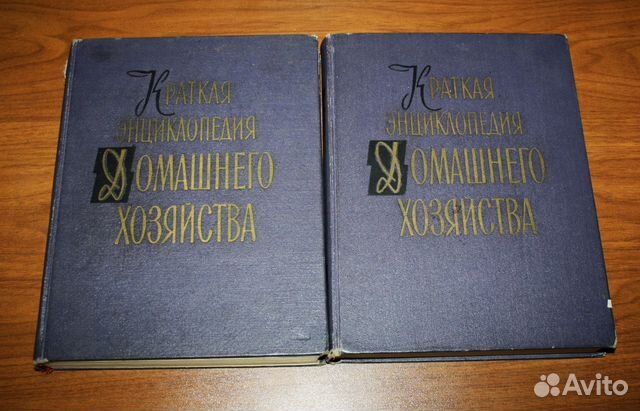 Краткая
энциклопедия
Домашнего
хозяйства
Краткая
энциклопедия
Домашнего
хозяйства
Avito